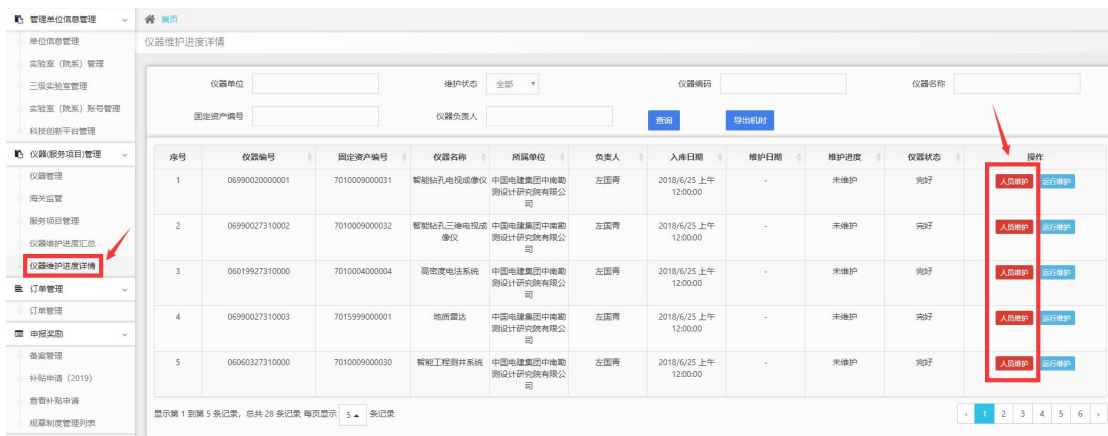 管理单位信息管理
单位信息管理
实验室（院系）管理
三级实验室管理
实验室（院系）账号管理
科技创新平台管理
仪器(服务项目)管理
仪器管理
海关监管
服务项目管理
仪器维护进度汇总
仪器维护进度详情
订单管理
订单管理
申报奖励
备案管理
补贴申请（2019）
查看补贴申请
规章制度管理列表
首页
仪器维护进度详情
仪器单位 维护状态 全部 仪器编码 仪器名称
固定资产编号 仪器负责人 查询 导出机时
序号 仪器编号 固定资产编号 仪器名称 所属单位 负责人 入库日期 维护日期 维护进度 仪器状态 操作
1 06990020000001 7010009000031 智能钻孔电视成像仪 中国电建集团中南勘 左国青 2018/6/25 上午 - 未维护 完好 人员维护 运行维护
测设计研究院有限公 12:00:00
司
2 06990027310002 7010009000032 智能钻孔三维电视成 中国电建集团中南勘 左国青 2018/6/25 上午 - 未维护 完好 人员维护 运行维护
像仪 测设计研究院有限公 12:00:00
司
3 06019927310000 7010004000004 高密度电法系统 中国电建集团中南勘 左国青 2018/6/25 上午 - 未维护 完好 人员维护 运行维护
测设计研究院有限公 12:00:00
司
4 06990027310003 7015999000001 地质雷达 中国电建集团中南勘 左国青 2018/6/25 上午 - 未维护 完好 人员维护 运行维护
测设计研究院有限公 12:00:00
司
5 06060327310000 7010009000030 智能工程测井系统 中国电建集团中南勘 左国青 2018/6/25 上午 - 未维护 完好 人员维护 运行维护
测设计研究院有限公 12:00:00
司
显示第 1 到第 5 条记录，总共 28 条记录 每页显示 5 条记录
‹ 1 2 3 4 5 6 ›